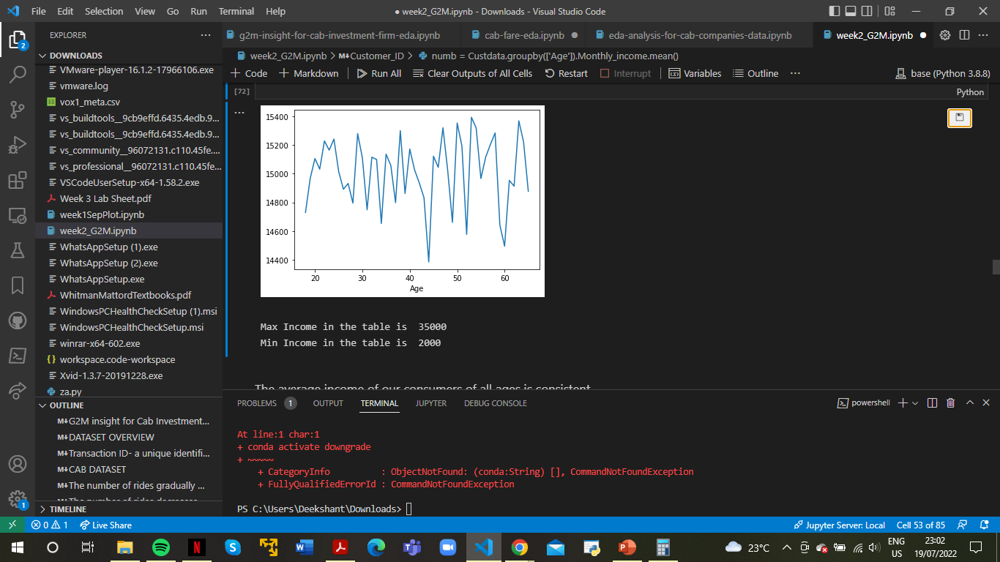 File Edit Selection View Go Run Terminal Help
● week2_G2M.ipynb - Downloads - Visual Studio Code
EXPLORER
g2m-insight-for-cab-investment-firm-eda.ipynb
cab-fare-eda.ipynb
eda-analysis-for-cab-companies-data.ipynb
week2_G2M.ipynb
DOWNLOADS
week2_G2M.ipynb > M↓Customer_ID > numb = Custdata.groupby(['Age']).Monthly_income.mean()
+ Code + Markdown Run All Clear Outputs of All Cells Restart Interrupt Variables Outline ...
base (Python 3.8.8)
VMware-player-16.1.2-17966106.exe
vmware.log
vox1_meta.csv
vs_buildtools__9cb9effd.6435.4edb.9...
vs_buildtools__9cb9effd.6435.4edb.9...
vs_community__96072131.c110.45fe....
vs_professional__96072131.c110.45fe...
VSCodeUserSetup-x64-1.58.2.exe
Week 3 Lab Sheet.pdf
week1SepPlot.ipynb
week2_G2M.ipynb
WhatsAppSetup (1).exe
WhatsAppSetup (2).exe
WhatsAppSetup.exe
WhitmanMattordTextbooks.pdf
WindowsPCHealthCheckSetup (1).msi
WindowsPCHealthCheckSetup.msi
winrar-x64-602.exe
workspace.code-workspace
Xvid-1.3.7-20191228.exe
za.py
OUTLINE
M↓G2M insight for Cab Investment...
M↓DATASET OVERVIEW
M↓Transaction ID- a unique identifi...
M↓CAB DATASET
M↓The number of rides gradually ...
M↓The number of rides decreases
TIMELINE
[72]
Python
15400
15200
15000
14800
14600
14400
20 30 40 50 60
Age
Max Income in the table is 35000
Min Income in the table is 2000
The average income of our consumers of all ages is consistent
PROBLEMS 1 OUTPUT TERMINAL JUPYTER DEBUG CONSOLE
powershell
At line:1 char:1
+ conda activate downgrade
+ ~~~~~
+ CategoryInfo : ObjectNotFound: (conda:String) [], CommandNotFoundException
+ FullyQualifiedErrorId : CommandNotFoundException
PS C:\Users\Deekshant\Downloads>
2
1
0 1 Live Share
Jupyter Server: Local Cell 53 of 85
23°C
ENG
US
23:02
19/07/2022